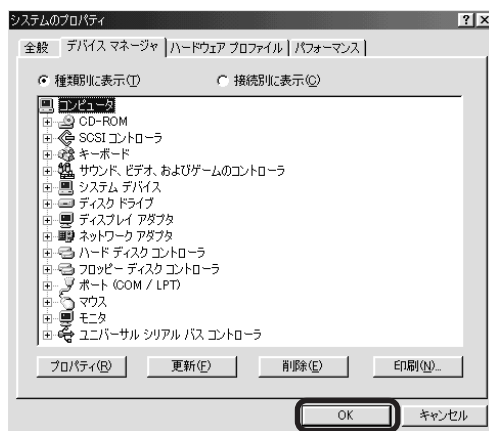 システムのプロパティ
全般 デバイス マネージャ ハードウェア プロファイル パフォーマンス
種類別に表示(T) 接続別に表示(C)
コンピュータ
CD-ROM
SCSI コントローラ
キーボード
サウンド、ビデオ、およびゲームのコントローラ
システム デバイス
ディスク ドライブ
ディスプレイ アダプタ
ネットワーク アダプタ
ハード ディスク コントローラ
フロッピー ディスク コントローラ
ポート (COM / LPT)
マウス
モニタ
ユニバーサル シリアル バス コントローラ
プロパティ(R) 更新(F) 削除(E) 印刷(N)...
OK キャンセル